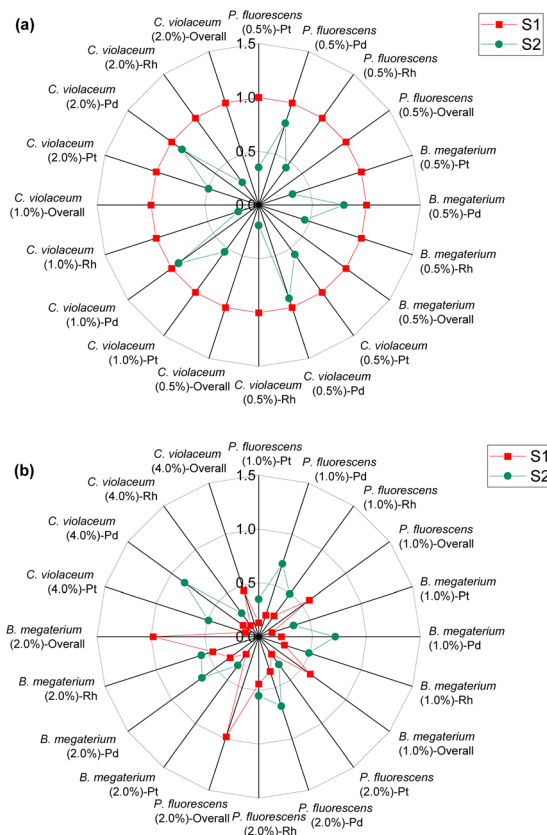 (a)
S1
S2
P. fluorescens
(0.5%)-Pt
P. fluorescens
(0.5%)-Pd
P. fluorescens
(0.5%)-Rh
P. fluorescens
(0.5%)-Overall
B. megaterium
(0.5%)-Pt
B. megaterium
(0.5%)-Pd
B. megaterium
(0.5%)-Rh
B. megaterium
(0.5%)-Overall
C. violaceum
(0.5%)-Pt
C. violaceum
(0.5%)-Pd
C. violaceum
(0.5%)-Rh
C. violaceum
(0.5%)-Overall
C. violaceum
(1.0%)-Pt
C. violaceum
(1.0%)-Pd
C. violaceum
(1.0%)-Rh
C. violaceum
(1.0%)-Overall
C. violaceum
(2.0%)-Pt
C. violaceum
(2.0%)-Pd
C. violaceum
(2.0%)-Rh
C. violaceum
(2.0%)-Overall
1.5
1.0
0.5
0.0
(b)
S1
S2
P. fluorescens
(1.0%)-Pt
P. fluorescens
(1.0%)-Pd
P. fluorescens
(1.0%)-Rh
P. fluorescens
(1.0%)-Overall
B. megaterium
(1.0%)-Pt
B. megaterium
(1.0%)-Pd
B. megaterium
(1.0%)-Rh
B. megaterium
(1.0%)-Overall
P. fluorescens
(2.0%)-Pt
P. fluorescens
(2.0%)-Pd
P. fluorescens
(2.0%)-Rh
P. fluorescens
(2.0%)-Overall
B. megaterium
(2.0%)-Pt
B. megaterium
(2.0%)-Pd
B. megaterium
(2.0%)-Rh
B. megaterium
(2.0%)-Overall
C. violaceum
(4.0%)-Pt
C. violaceum
(4.0%)-Pd
C. violaceum
(4.0%)-Rh
C. violaceum
(4.0%)-Overall
1.5
1.0
0.5
0.0